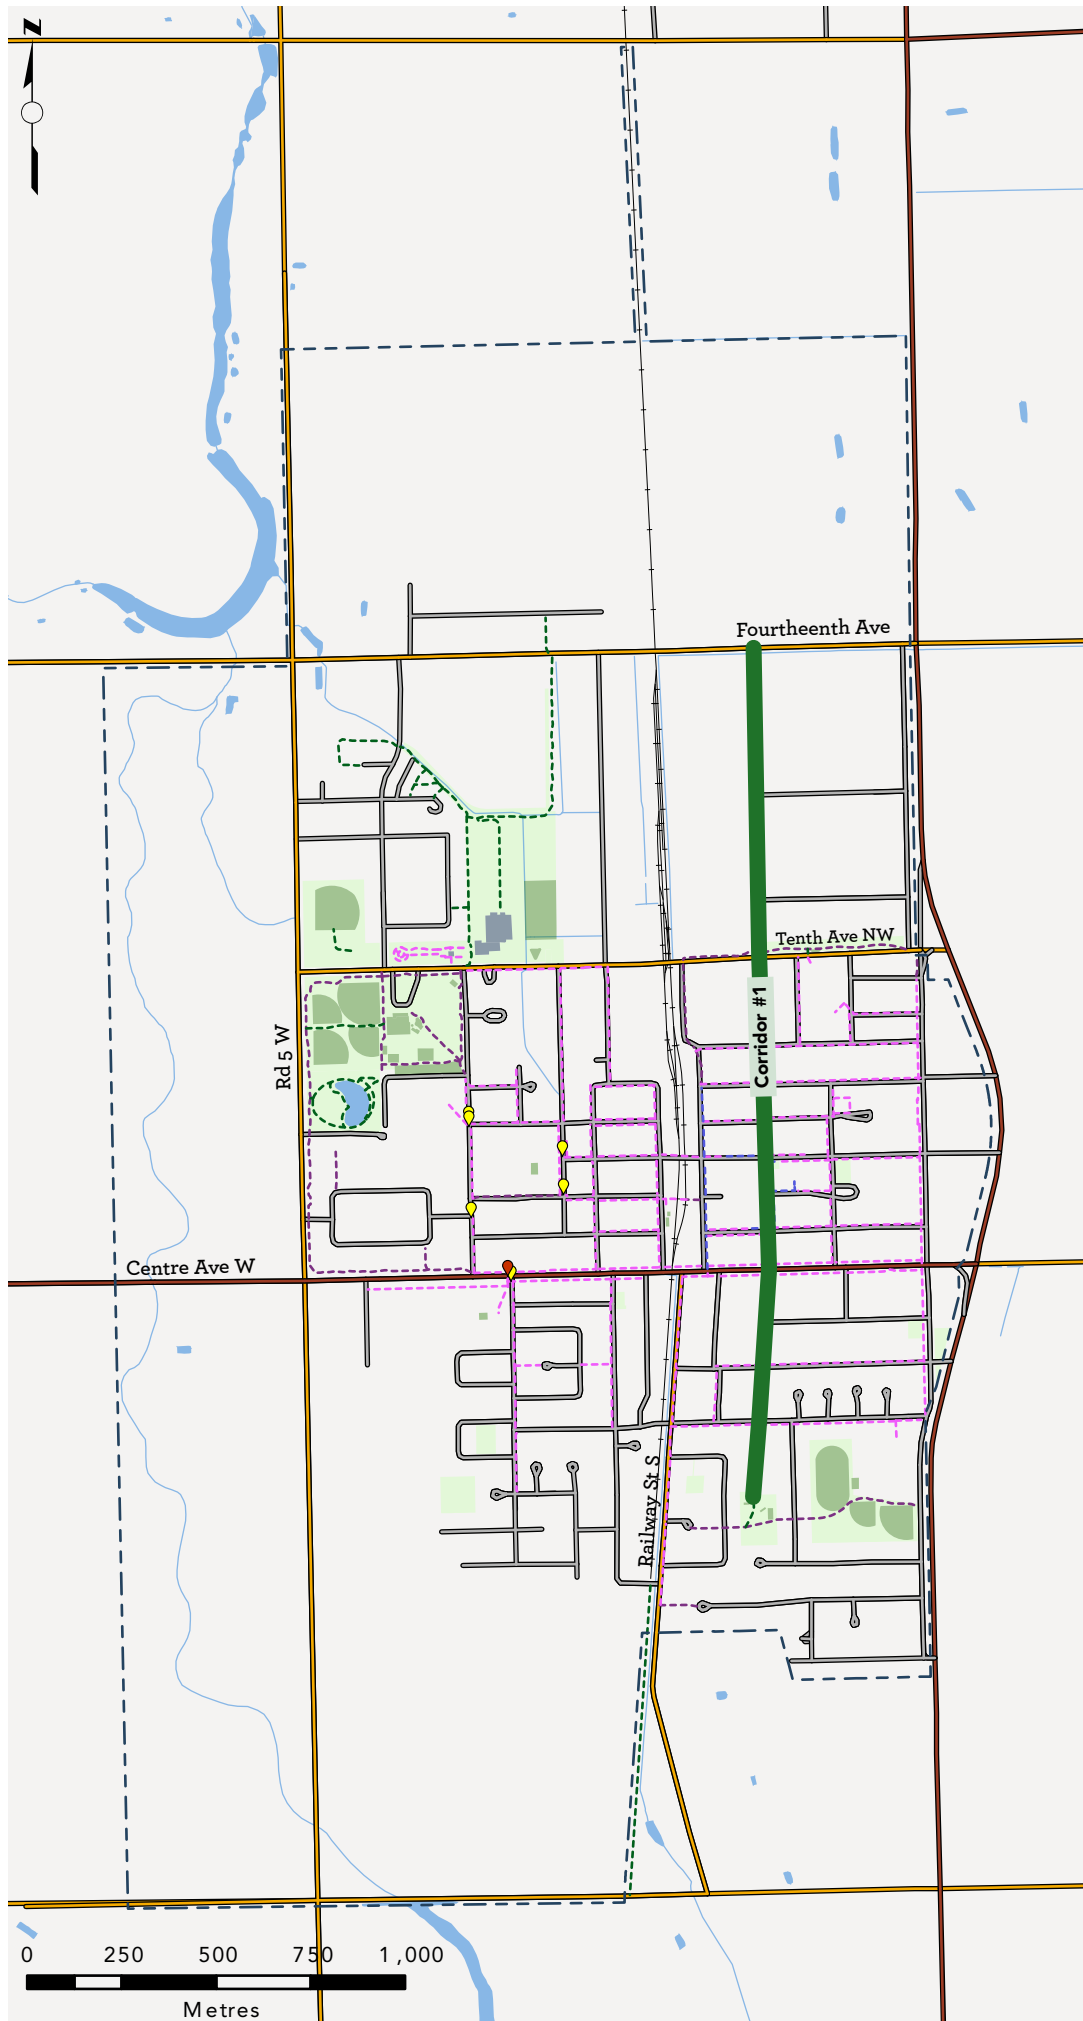 N
Fourtheenth Ave
Tenth Ave NW
Corridor #1
Rd 5 W
Centre Ave W
Railway St S
0 250 500 750 1,000
Metres